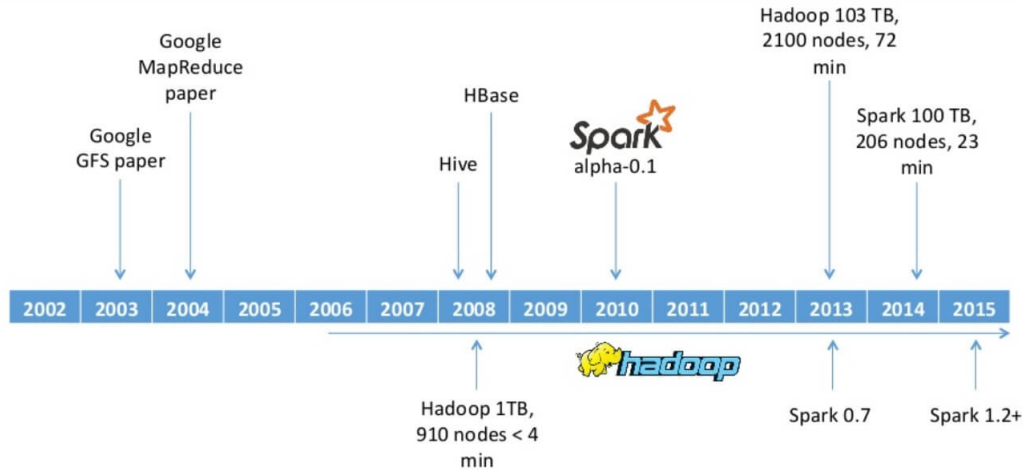 Google
GFS paper
Google
MapReduce
paper
Hive
HBase
Spark
alpha-0.1
Hadoop 103 TB,
2100 nodes, 72
min
Spark 100 TB,
206 nodes, 23
min
2002 2003 2004 2005 2006 2007 2008 2009 2010 2011 2012 2013 2014 2015
hadoop
Hadoop 1TB,
910 nodes < 4
min
Spark 0.7
Spark 1.2+